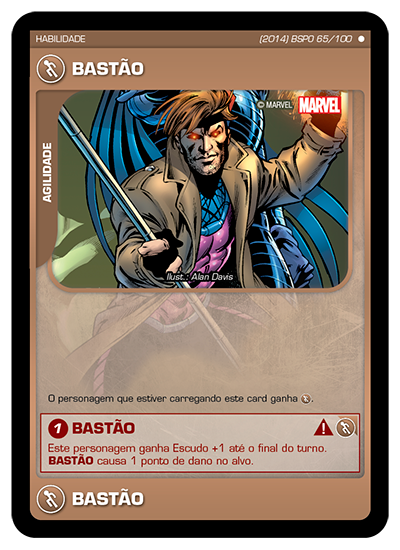 HABILIDADE (2014) BSP0 65/100
BASTÃO
© MARVEL MARVEL
AGILIDADE
Ilust.: Alan Davis
O personagem que estiver carregando este card ganha .
1 BASTÃO
Este personagem ganha Escudo +1 até o final do turno.
BASTÃO causa 1 ponto de dano no alvo.
BASTÃO